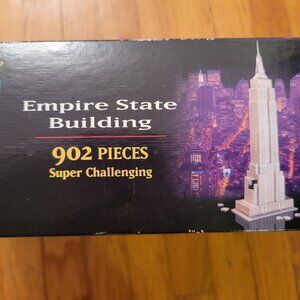 Empire State
Building
902 PIECES
Super Challenging